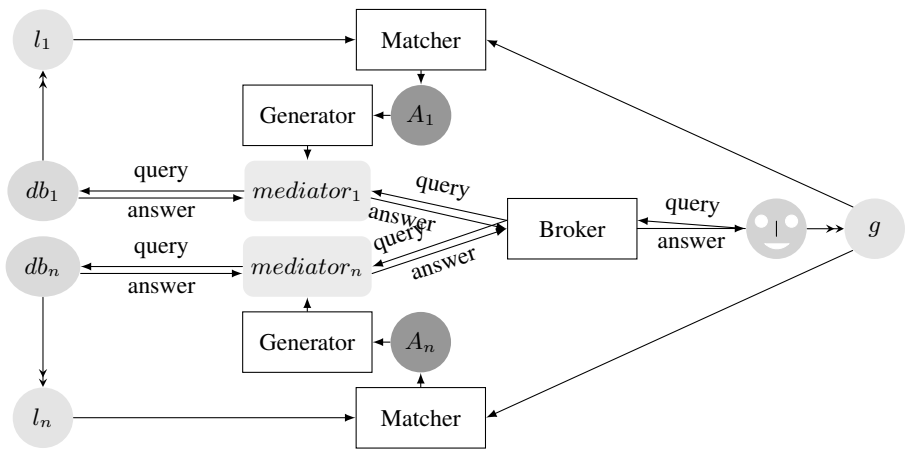 l₁
Matcher
Generator
A₁
db₁
query
answer
mediator₁
query
answer
Broker
query
answer
g
dbₙ
query
answer
mediatorₙ
query
answer
Generator
Aₙ
lₙ
Matcher